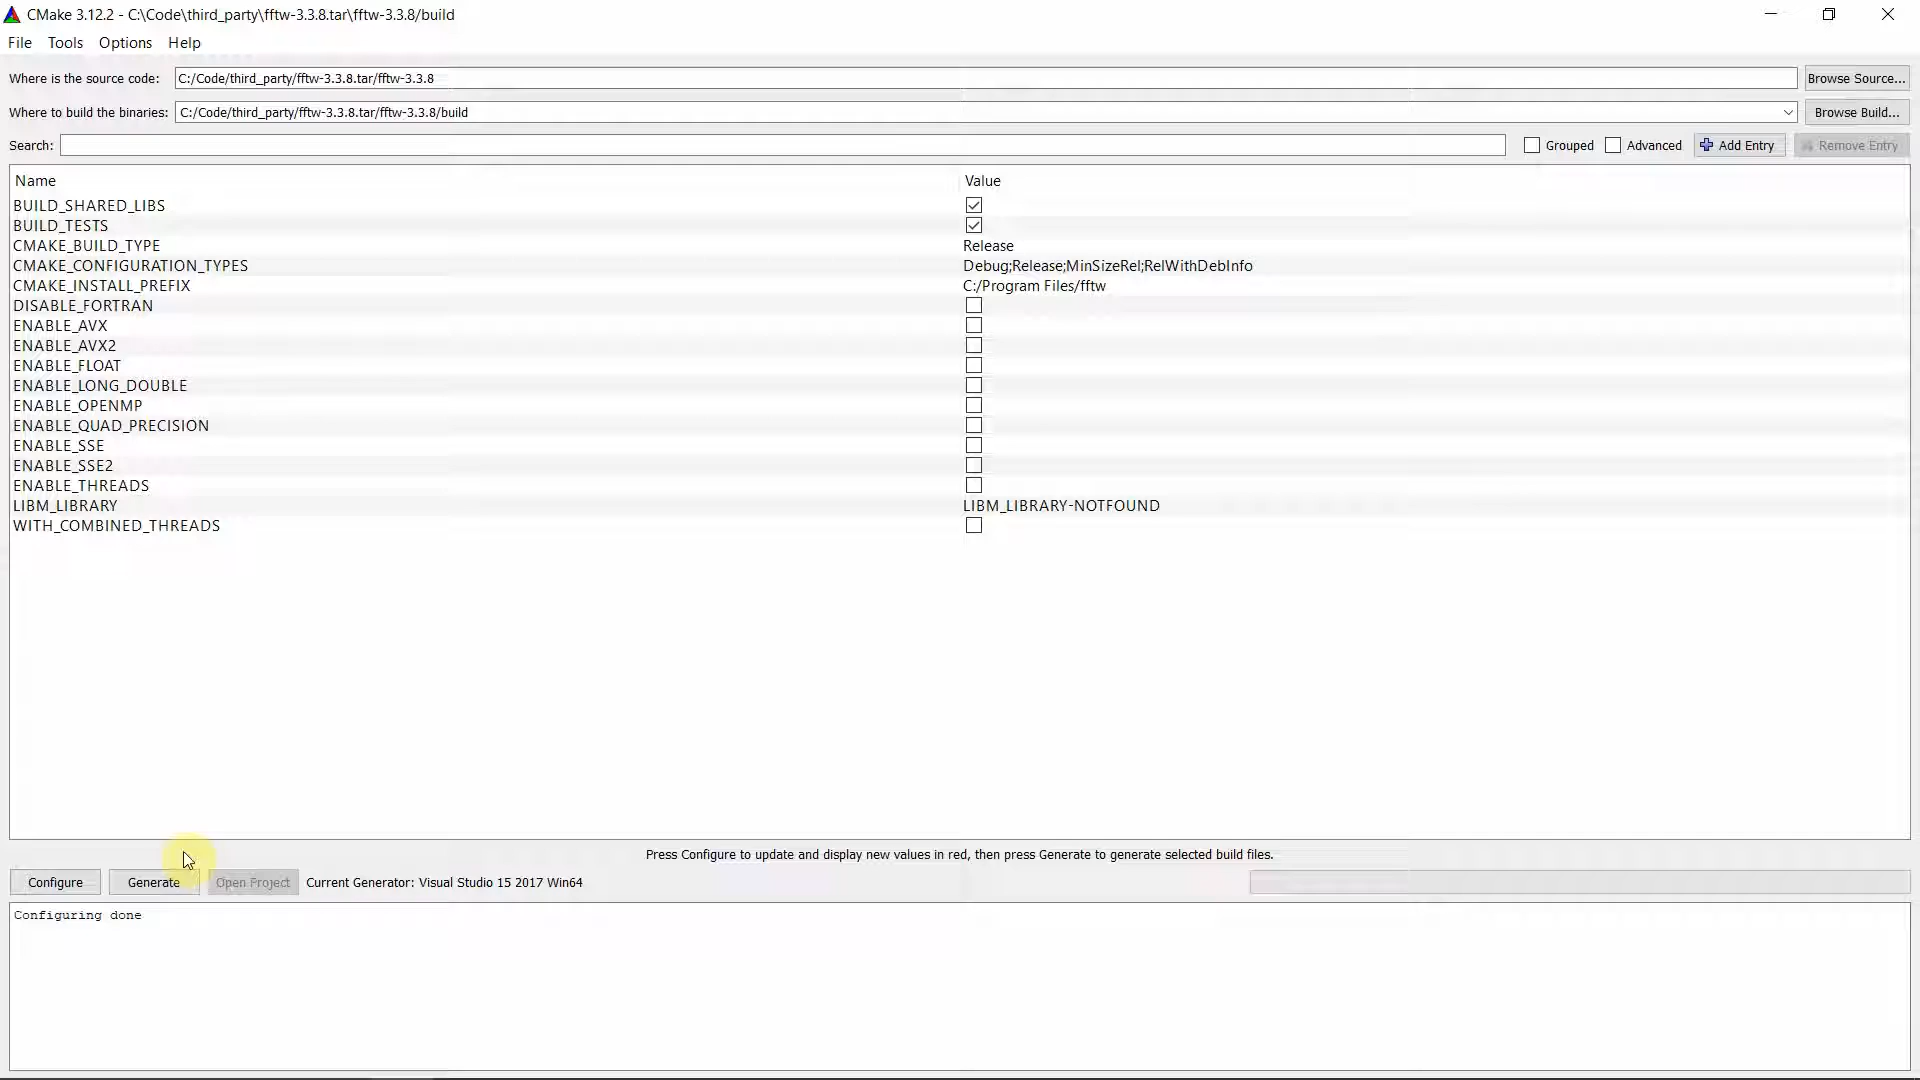 CMake 3.12.2 - C:\Code\third_party\fftw-3.3.8.tar\fftw-3.3.8/build
File Tools Options Help
Where is the source code: C:/Code/third_party/fftw-3.3.8.tar/fftw-3.3.8 Browse Source...
Where to build the binaries: C:/Code/third_party/fftw-3.3.8.tar/fftw-3.3.8/build Browse Build...
Search: Grouped Advanced Add Entry Remove Entry
Name Value
BUILD_SHARED_LIBS
BUILD_TESTS
CMAKE_BUILD_TYPE Release
CMAKE_CONFIGURATION_TYPES Debug;Release;MinSizeRel;RelWithDebInfo
CMAKE_INSTALL_PREFIX C:/Program Files/fftw
DISABLE_FORTRAN
ENABLE_AVX
ENABLE_AVX2
ENABLE_FLOAT
ENABLE_LONG_DOUBLE
ENABLE_OPENMP
ENABLE_QUAD_PRECISION
ENABLE_SSE
ENABLE_SSE2
ENABLE_THREADS
LIBM_LIBRARY LIBM_LIBRARY-NOTFOUND
WITH_COMBINED_THREADS
Press Configure to update and display new values in red, then press Generate to generate selected build files.
Configure Generate Open Project Current Generator: Visual Studio 15 2017 Win64
Configuring done